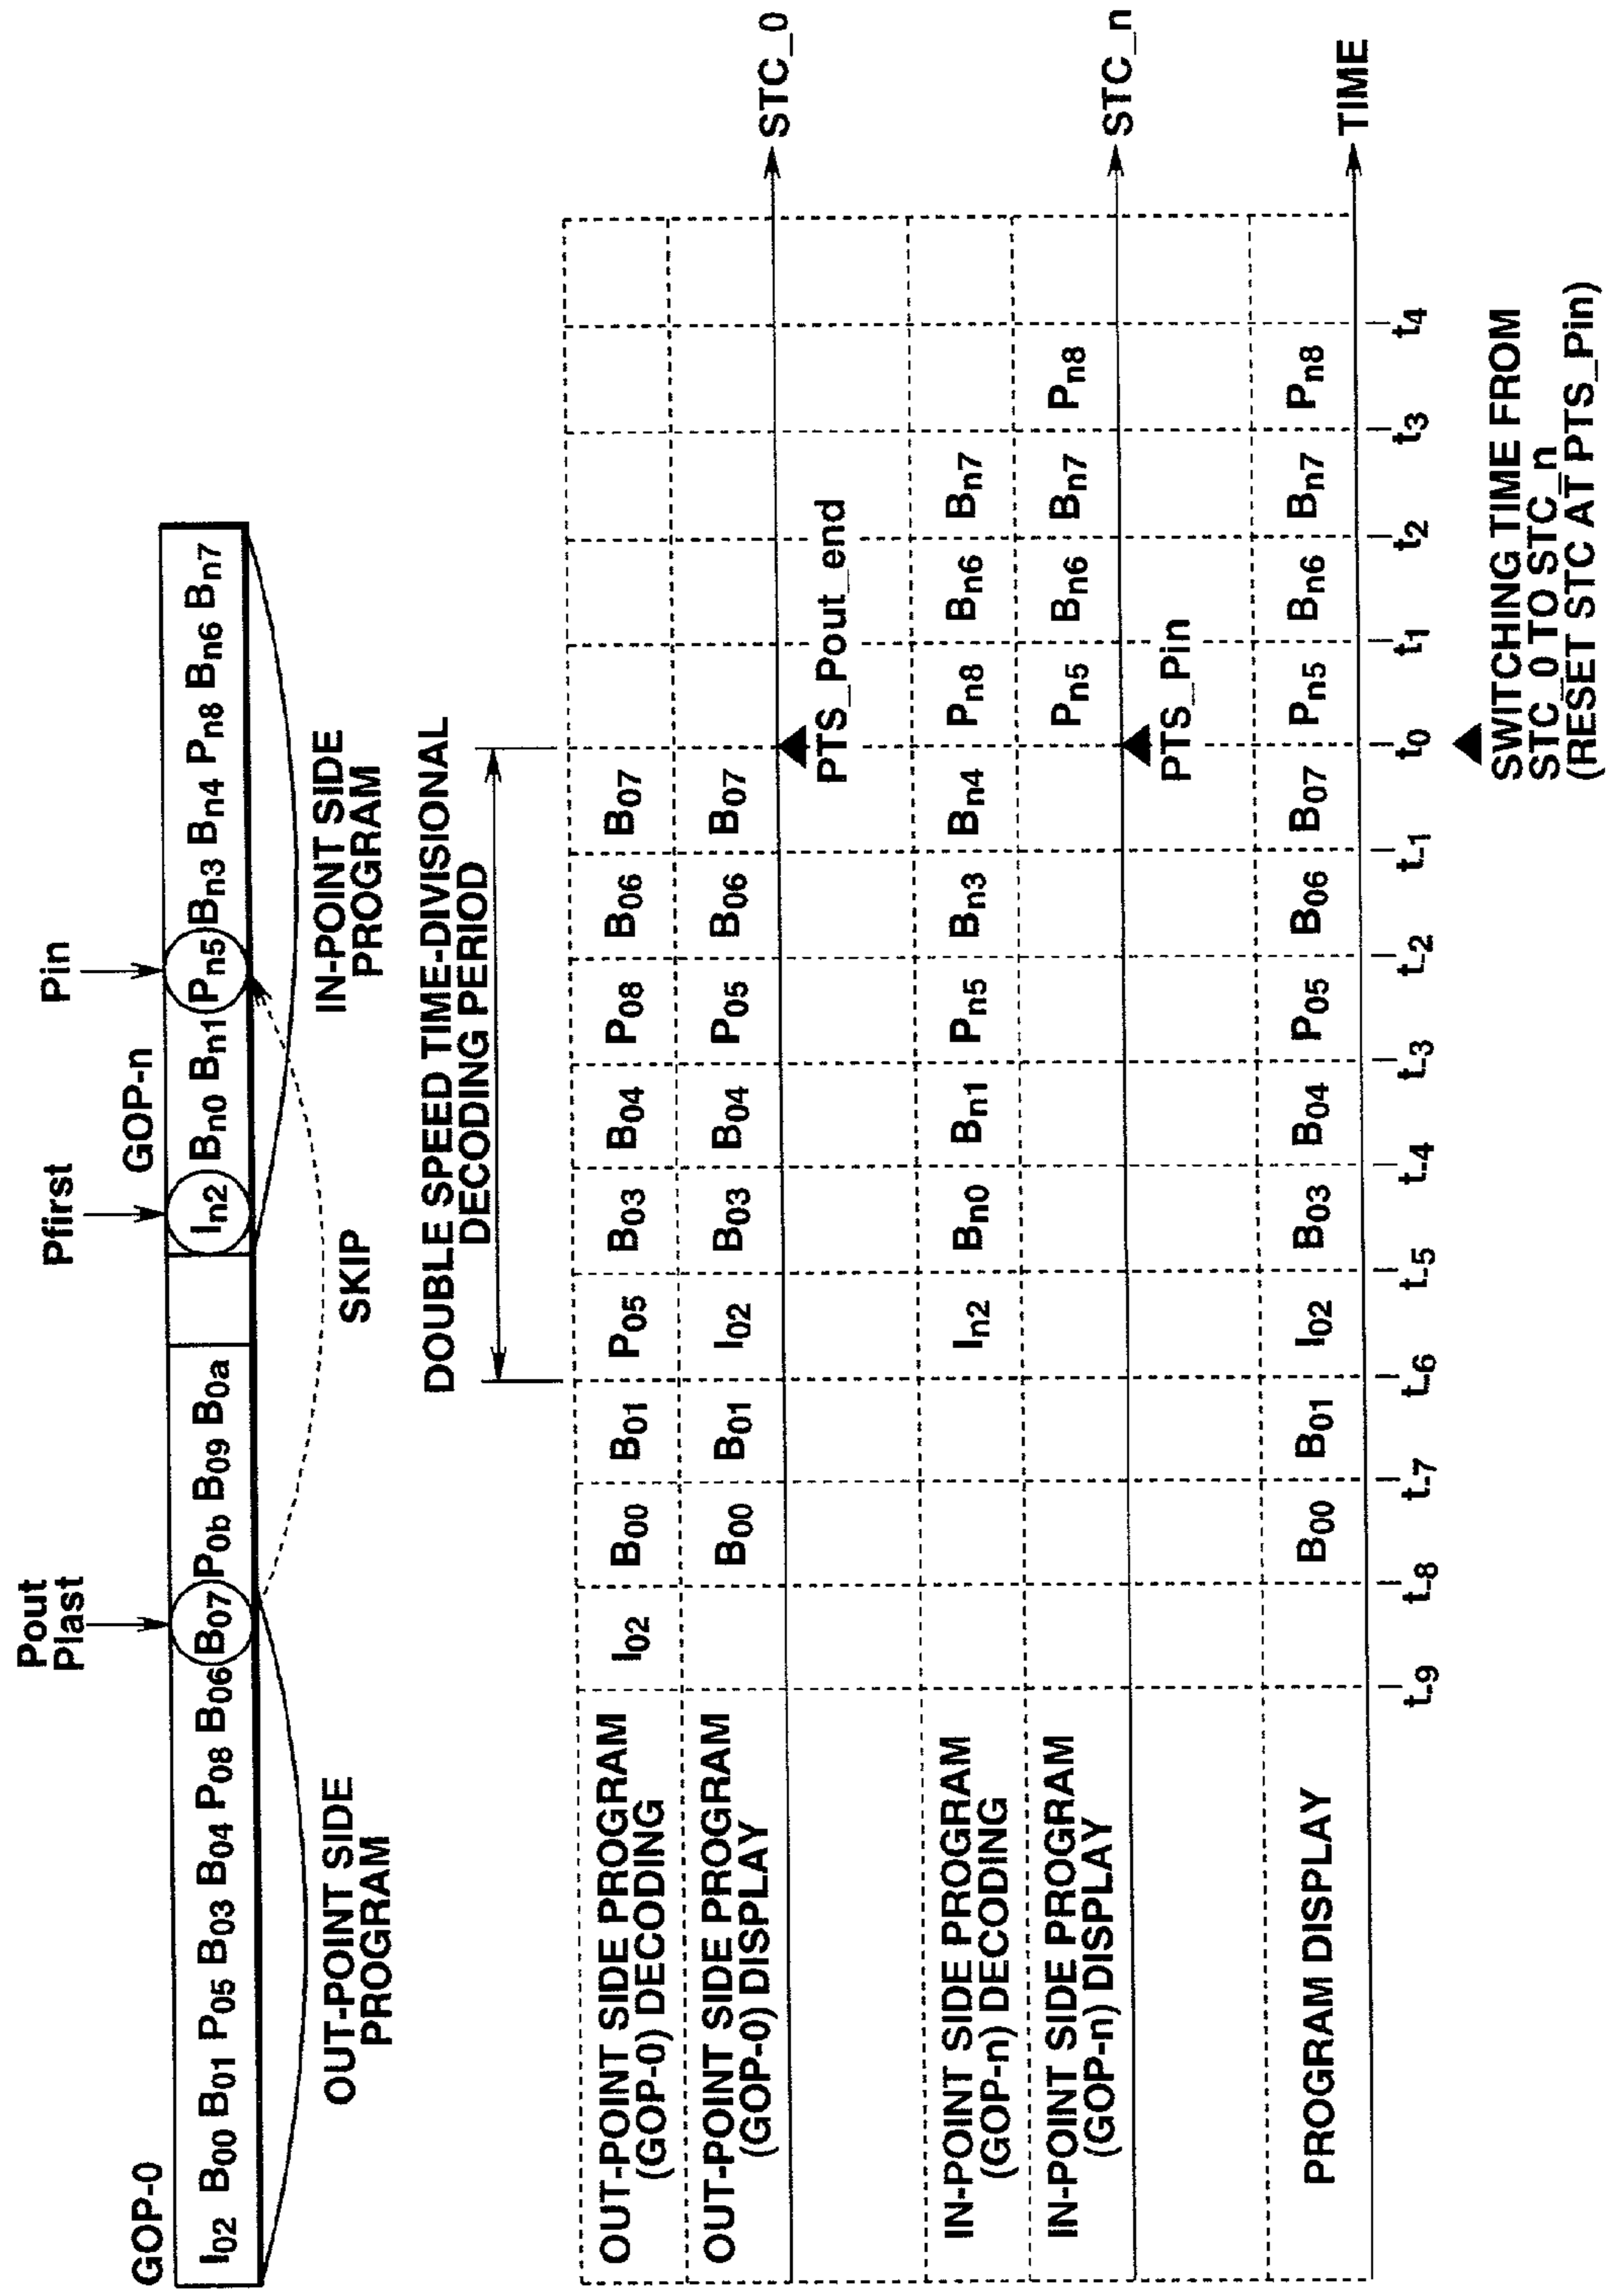 Pout
Plast
Pfirst
Pin
GOP-0
GOP-n
I02 B00 B01 P05 B03 B04 P08 B06 B07 P0b B09 B0a
In2 Bn0 Bn1 Pn5 Bn3 Bn4 Pn8 Bn6 Bn7
OUT-POINT SIDE
PROGRAM
SKIP
IN-POINT SIDE
PROGRAM
DOUBLE SPEED TIME-DIVISIONAL
DECODING PERIOD
OUT-POINT SIDE PROGRAM
(GOP-0) DECODING
I02 B00 B01 P05 B03 B04 P08 B06 B07
OUT-POINT SIDE PROGRAM
(GOP-0) DISPLAY
B00 B01 I02 B03 B04 P05 B06 B07
STC_0
PTS_Pout_end
IN-POINT SIDE PROGRAM
(GOP-n) DECODING
In2 Bn0 Bn1 Pn5 Bn3 Bn4 Pn8 Bn6 Bn7
IN-POINT SIDE PROGRAM
(GOP-n) DISPLAY
Pn5 Bn6 Bn7 Pn8
STC_n
PTS_Pin
PROGRAM DISPLAY
B00 B01 I02 B03 B04 P05 B06 B07 Pn5 Bn6 Bn7 Pn8
TIME
t-9 t-8 t-7 t-6 t-5 t-4 t-3 t-2 t-1 t0 t1 t2 t3 t4
SWITCHING TIME FROM
STC_0 TO STC_n
(RESET STC AT PTS_Pin)